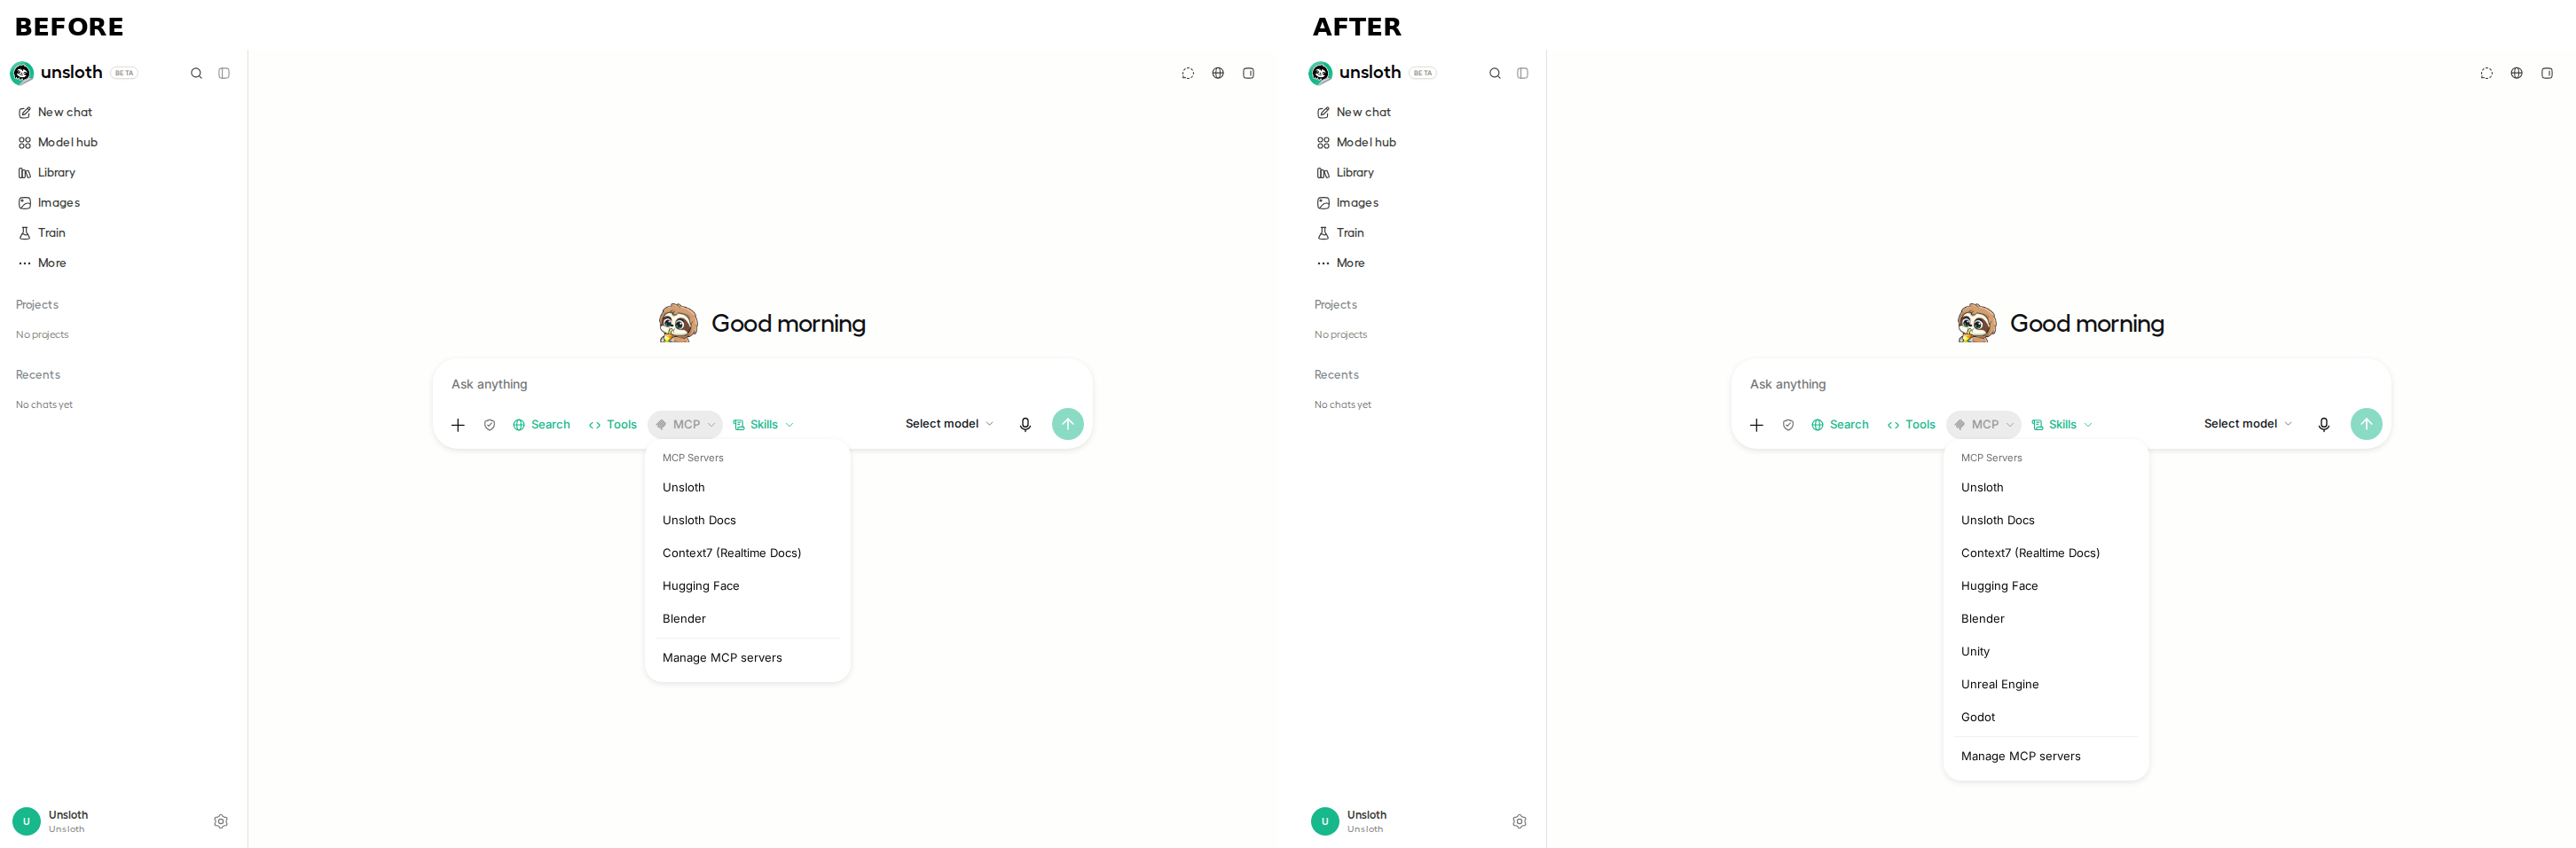 BEFORE
unsloth BETA
New chat
Model hub
Library
Images
Train
More
Projects
No projects
Recents
No chats yet
Good morning
Ask anything
Search Tools MCP Skills Select model
MCP Servers
Unsloth
Unsloth Docs
Context7 (Realtime Docs)
Hugging Face
Blender
Manage MCP servers
U
Unsloth
Unsloth
AFTER
unsloth BETA
New chat
Model hub
Library
Images
Train
More
Projects
No projects
Recents
No chats yet
Good morning
Ask anything
Search Tools MCP Skills Select model
MCP Servers
Unsloth
Unsloth Docs
Context7 (Realtime Docs)
Hugging Face
Blender
Unity
Unreal Engine
Godot
Manage MCP servers
U
Unsloth
Unsloth